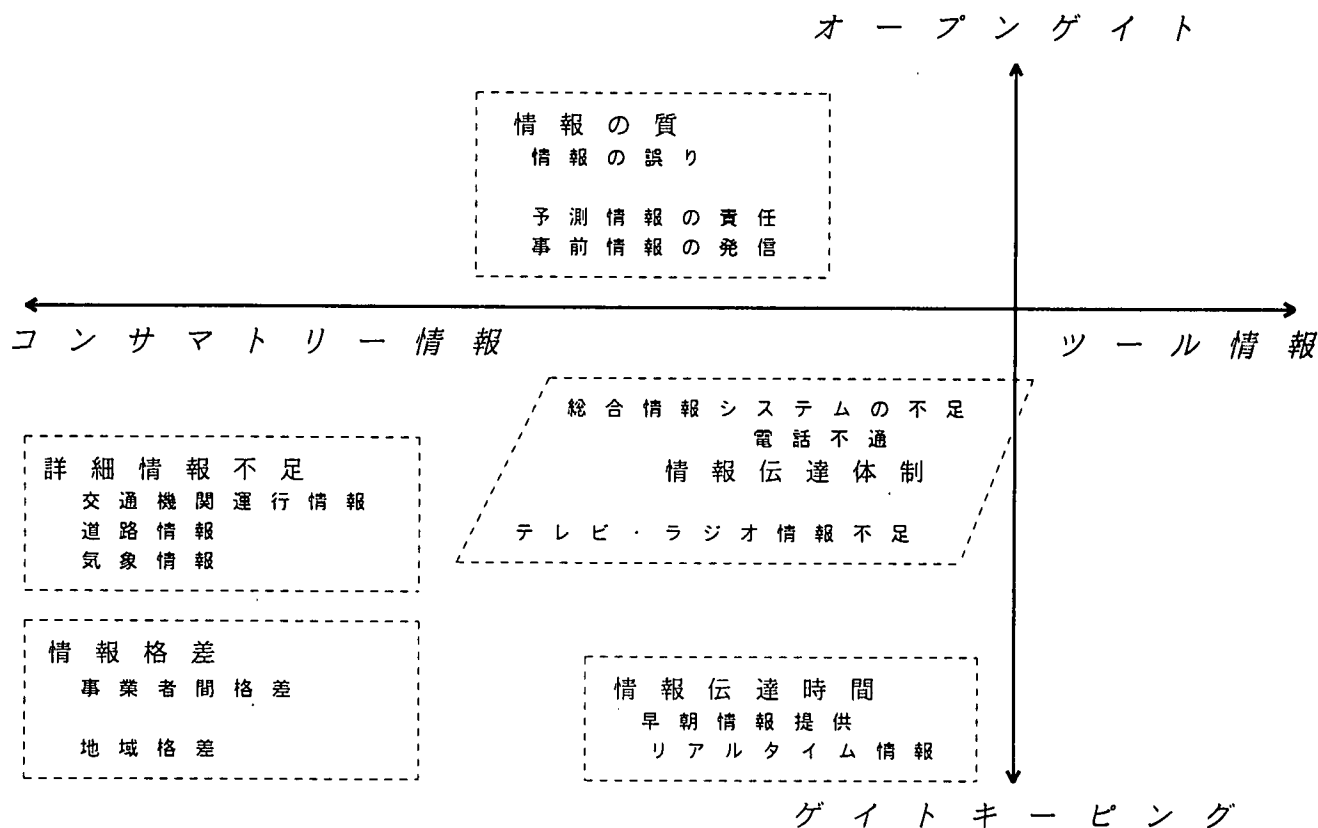 オープンゲイト
情報の質
情報の誤り
予測情報の責任
事前情報の発信
コンサマトリー情報
ツール情報
総合情報システムの不足
電話不通
情報伝達体制
テレビ・ラジオ情報不足
詳細情報不足
交通機関運行情報
道路情報
気象情報
情報格差
事業者間格差
地域格差
情報伝達時間
早朝情報提供
リアルタイム情報
ゲイトキーピング